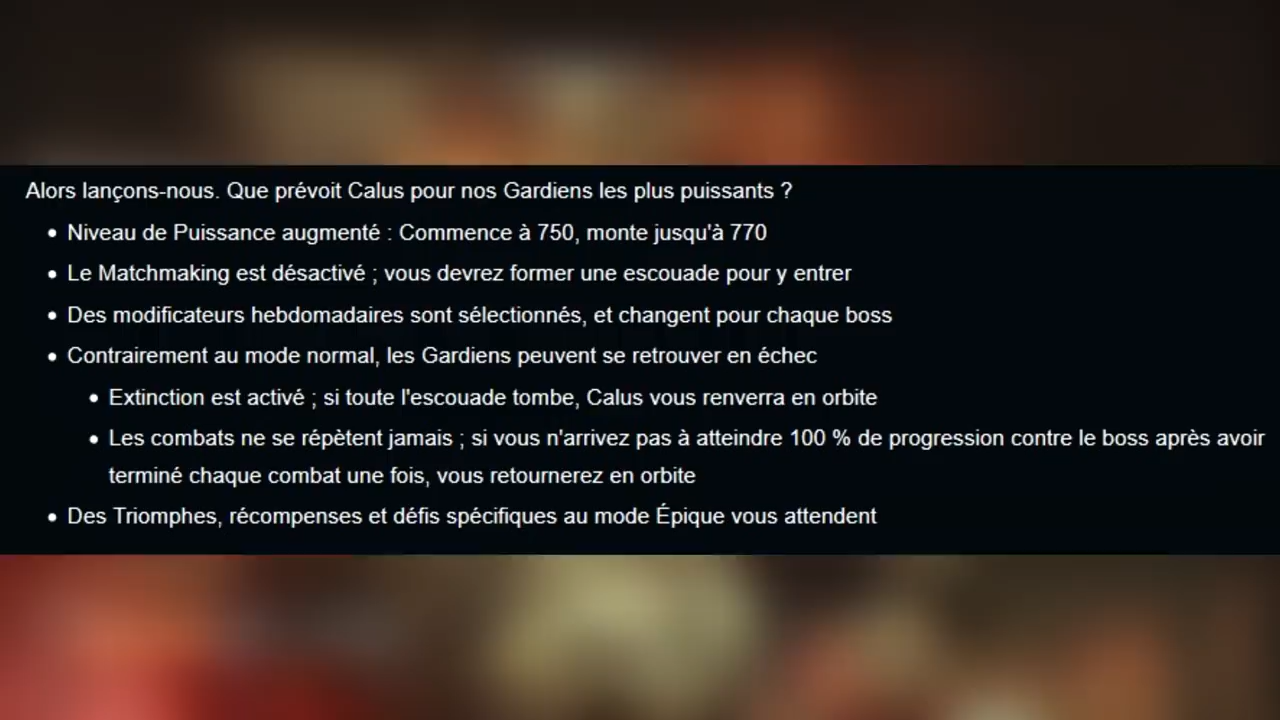 Alors lançons-nous. Que prévoit Calus pour nos Gardiens les plus puissants ?
• Niveau de Puissance augmenté : Commence à 750, monte jusqu'à 770
• Le Matchmaking est désactivé ; vous devrez former une escouade pour y entrer
• Des modificateurs hebdomadaires sont sélectionnés, et changent pour chaque boss
• Contrairement au mode normal, les Gardiens peuvent se retrouver en échec
• Extinction est activé ; si toute l'escouade tombe, Calus vous renverra en orbite
• Les combats ne se répètent jamais ; si vous n'arrivez pas à atteindre 100 % de progression contre le boss après avoir
terminé chaque combat une fois, vous retournerez en orbite
• Des Triomphes, récompenses et défis spécifiques au mode Épique vous attendent